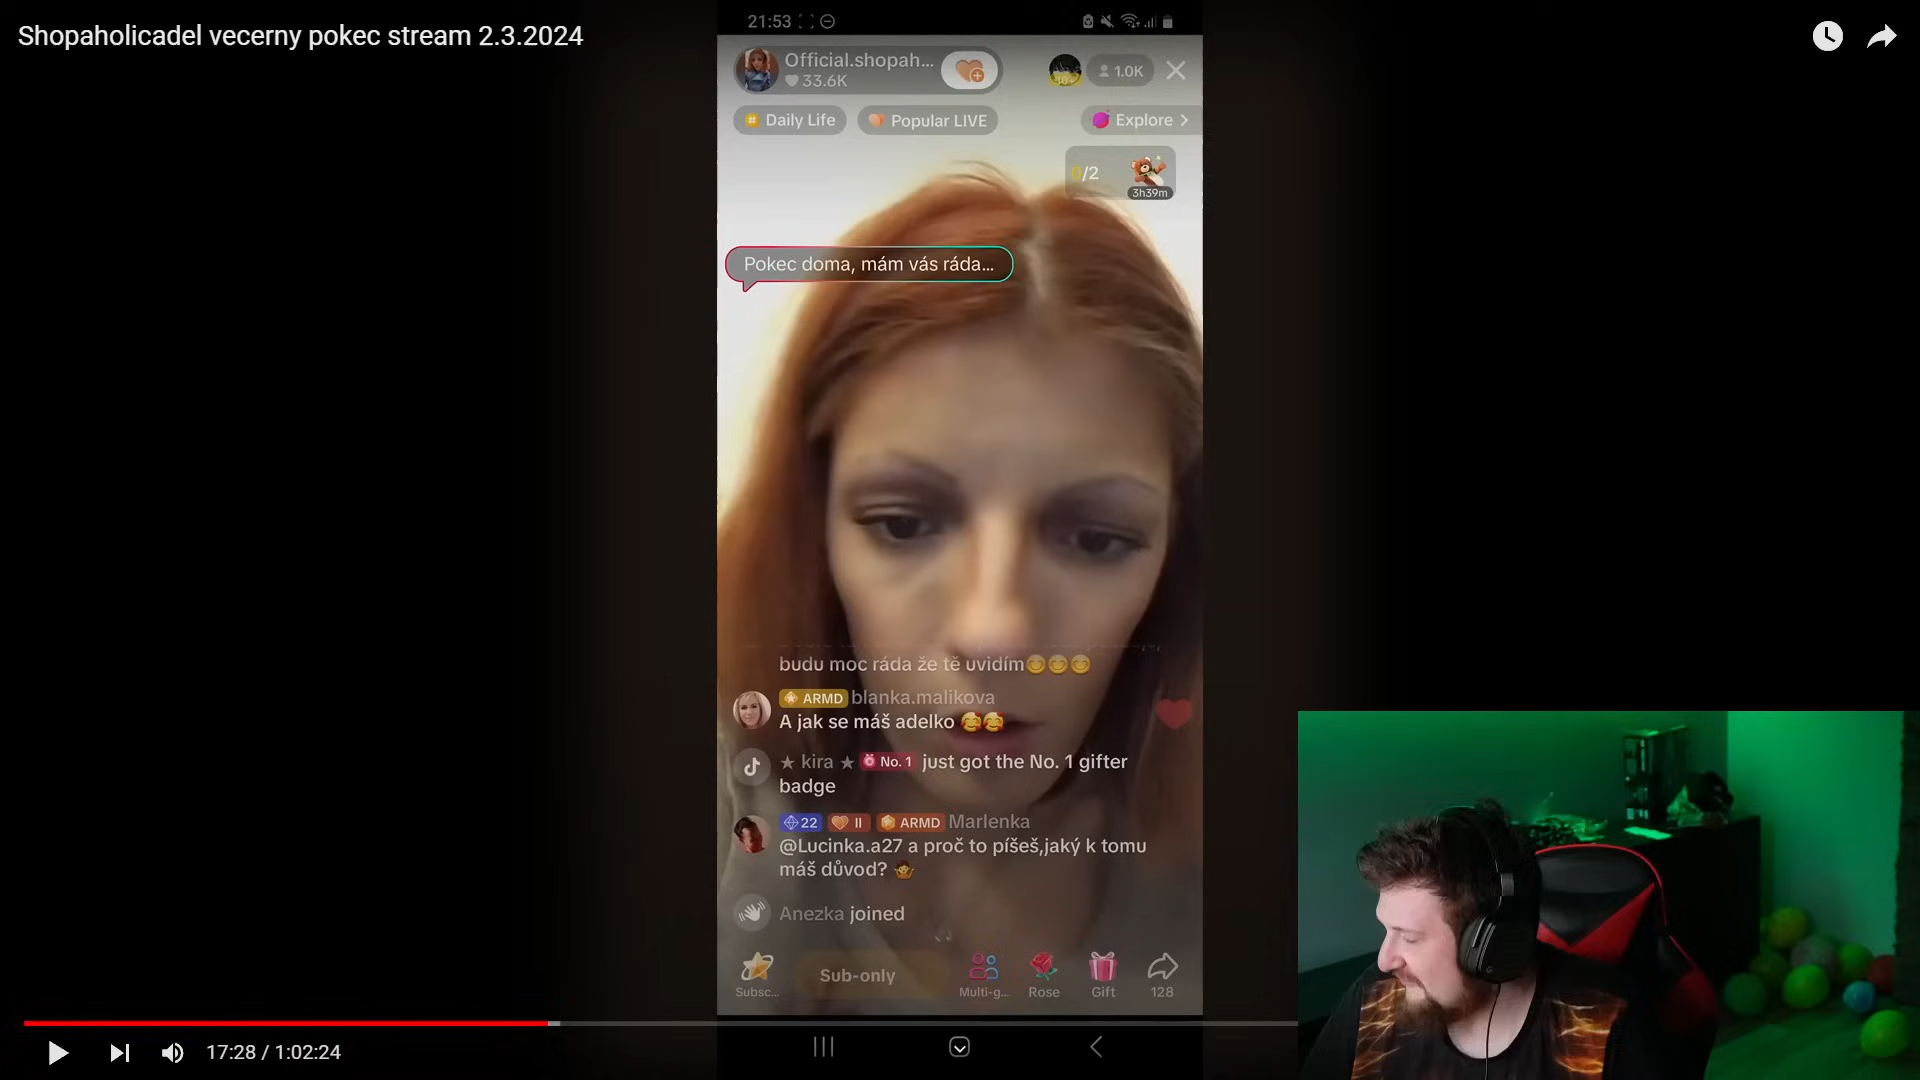 Shopaholicadel vecerny pokec stream 2.3.2024
21:53
Official.shopah...
33.6K
1.0K
Daily Life
Popular LIVE
Explore >
/2
3h39m
Pokec doma, mám vás ráda...
budu moc ráda že tě uvidím😊😊😊
ARMD blanka.malikova
A jak se máš adelko 🥰🥰
★ kira ★ No. 1 just got the No. 1 gifter
badge
22 II ARMD Marlenka
@Lucinka.a27 a proč to píšeš,jaký k tomu
máš důvod? 🤷
Anezka joined
Subsc...
Sub-only
Multi-g...
Rose
Gift
128
17:28 / 1:02:24